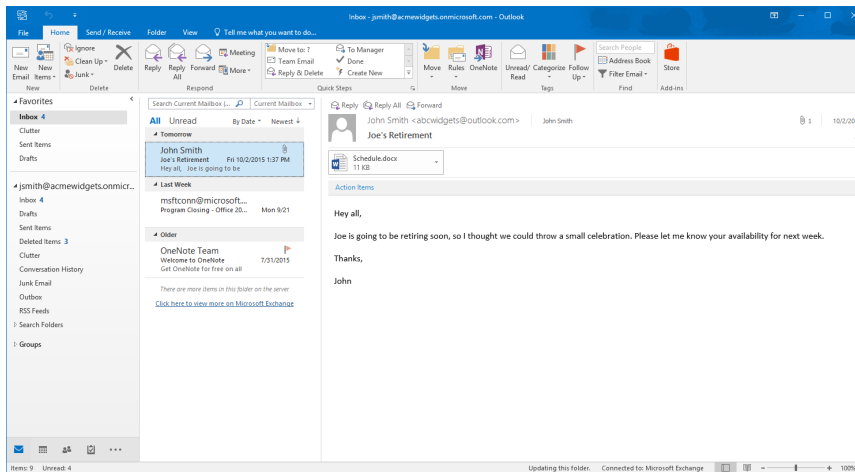 Inbox - jsmith@acmewidgets.onmicrosoft.com - Outlook
File Home Send / Receive Folder View Tell me what you want to do...
New Email
New Items
Ignore
Clean Up
Junk
Delete
Reply
Reply All
Forward
Meeting
More
Move to: ?
Team Email
Reply & Delete
To Manager
Done
Create New
Move
Rules
OneNote
Unread/ Read
Categorize
Follow Up
Search People
Address Book
Filter Email
Store
New Delete Respond Quick Steps Move Tags Find Add-ins
Favorites
Inbox 4
Clutter
Sent Items
Drafts
jsmith@acmewidgets.onmicr...
Inbox 4
Drafts
Sent Items
Deleted Items 3
Clutter
Conversation History
Junk Email
Outbox
RSS Feeds
Search Folders
Groups
Search Current Mailbox (... Current Mailbox
All Unread By Date Newest
Tomorrow
John Smith
Joe's Retirement Fri 10/2/2015 1:37 PM
Hey all, Joe is going to be
Last Week
msftconn@microsoft....
Program Closing - Office 20... Mon 9/21
Older
OneNote Team
Welcome to OneNote 7/31/2015
Get OneNote for free on all
There are more items in this folder on the server
Click here to view more on Microsoft Exchange
Reply Reply All Forward
John Smith <abcwidgets@outlook.com> John Smith 1 10/2/20
Joe's Retirement
Schedule.docx
11 KB
Action Items
Hey all,
Joe is going to be retiring soon, so I thought we could throw a small celebration. Please let me know your availability for next week.
Thanks,
John
Items: 9 Unread: 4 Updating this folder. Connected to: Microsoft Exchange 100%